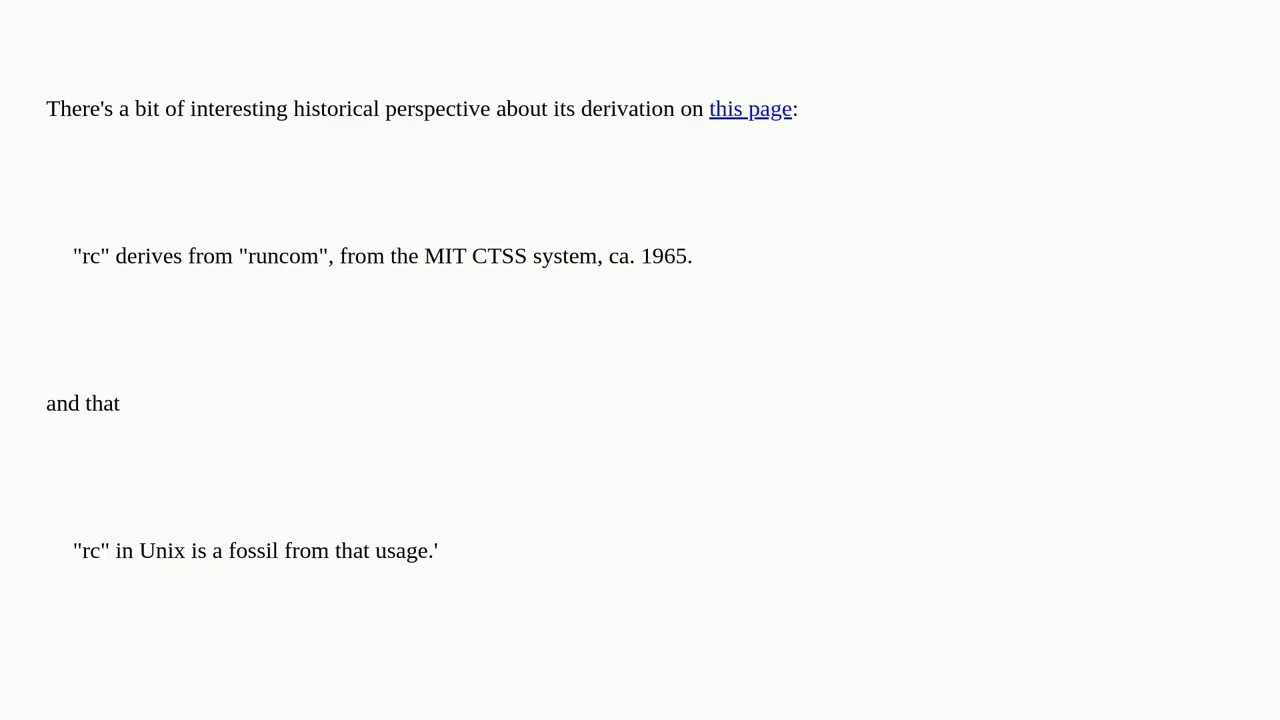 There's a bit of interesting historical perspective about its derivation on this page:
"rc" derives from "runcom", from the MIT CTSS system, ca. 1965.
and that
"rc" in Unix is a fossil from that usage.'